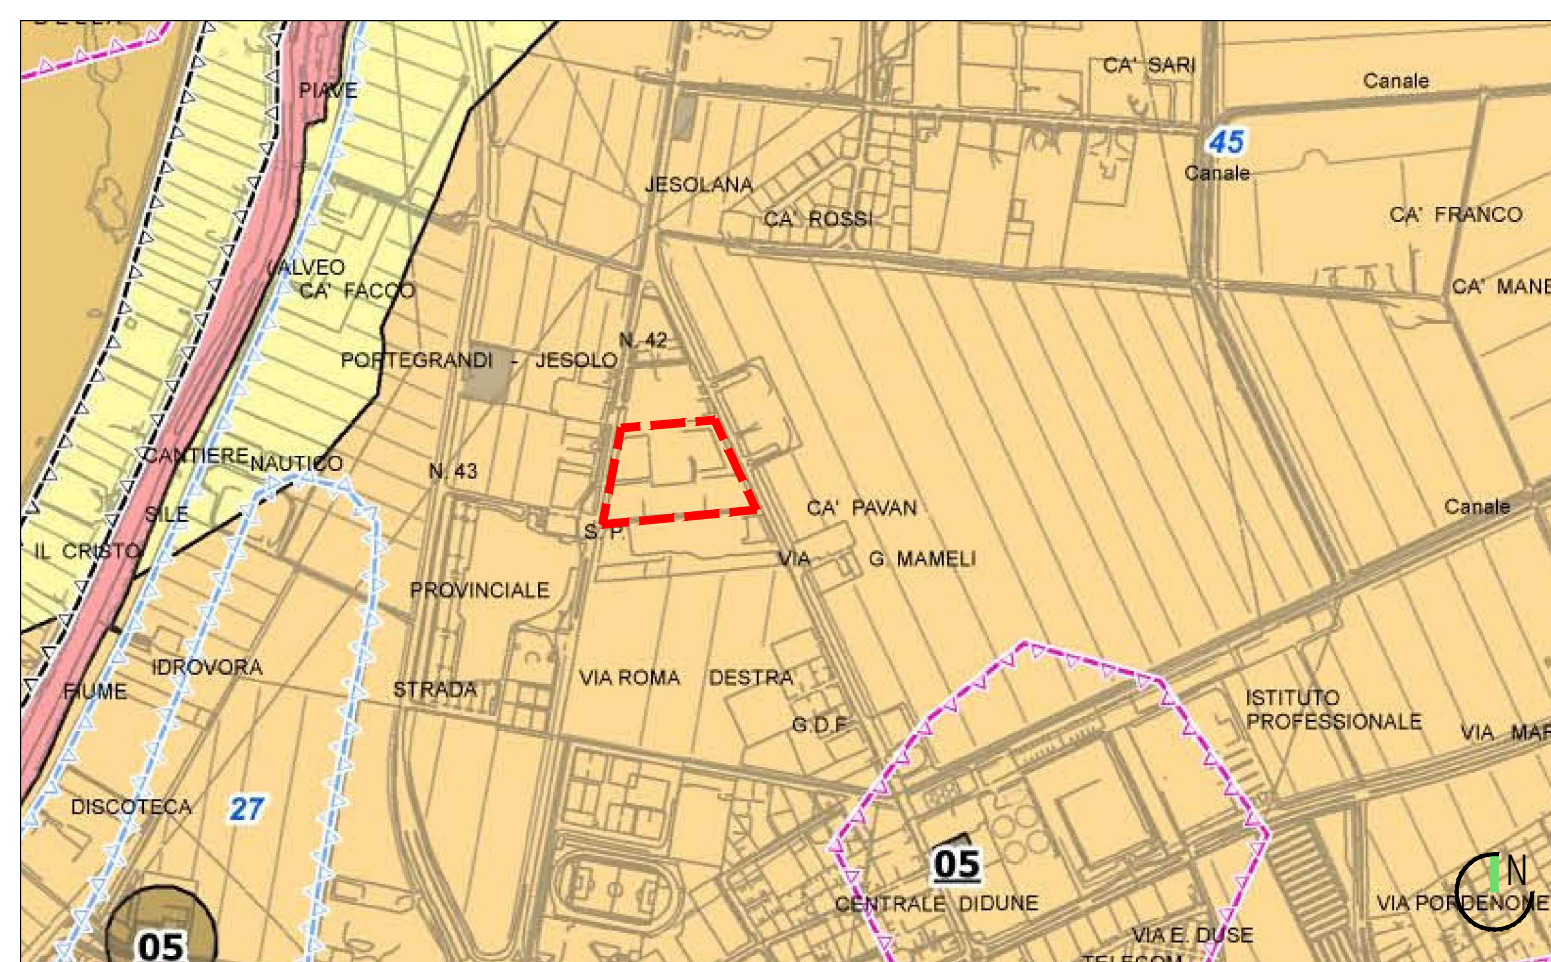 CA' SARI
Canale
PIAVE
45
Canale
JESOLANA
CA' ROSSI
CA' FRANCO
ALVEO
CA' FACCO
CA' MANE
N. 42
PORTEGRANDI - JESOLO
CANTIERE NAUTICO
N. 43
CA' PAVAN
Canale
SILE
S. P.
IL CRISTO
VIA G MAMELI
PROVINCIALE
IDROVORA
VIA ROMA DESTRA
FIUME
STRADA
ISTITUTO
PROFESSIONALE
G.D.F.
VIA MAR
DISCOTECA
27
05
CENTRALE DIDUNE
VIA PORDENONE
N
VIA E. DUSE
05
TELECOM